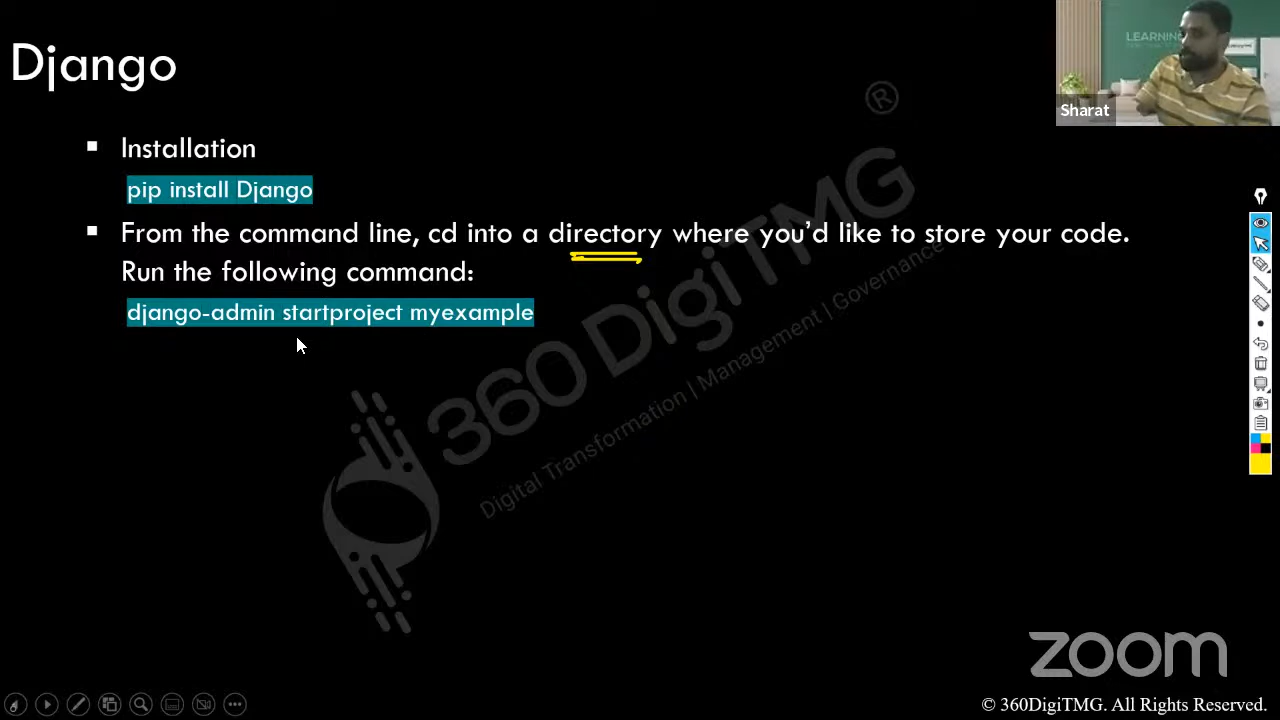 Django
LEARNING
Sharat
Installation
pip install Django
From the command line, cd into a directory where you’d like to store your code.
Run the following command:
django-admin startproject myexample
360 DigiTMG
®
Digital Transformation | Management | Governance
zoom
© 360DigiTMG. All Rights Reserved.